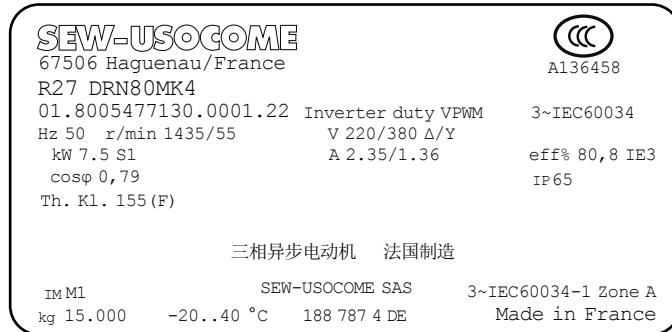 SEW-USOCOME
67506 Haguenau/France
A136458
R27 DRN80MK4
01.8005477130.0001.22 Inverter duty VPWM 3~IEC60034
Hz 50 r/min 1435/55 V 220/380 Δ/Y
kW 7.5 S1 A 2.35/1.36 eff% 80,8 IE3
cosφ 0,79 IP65
Th. Kl. 155(F)
三相异步电动机 法国制造
IM M1 SEW-USOCOME SAS 3~IEC60034-1 Zone A
kg 15.000 -20..40 °C 188 787 4 DE Made in France